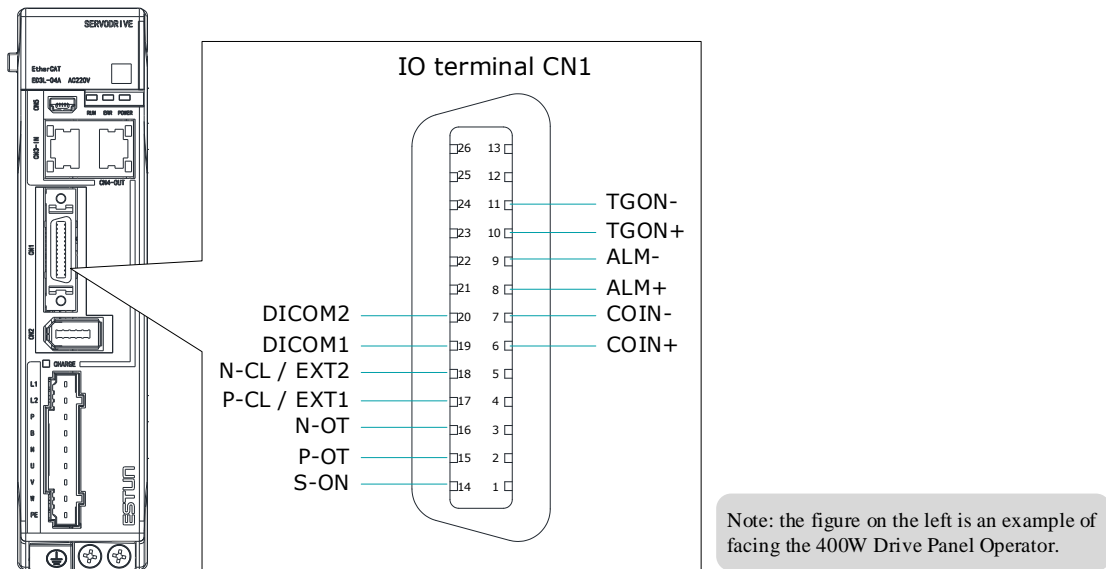 SERVODRIVE
EtherCAT
ED3L-04A AC220V
CN5
RUN ERR POWER
CN3-IN
CN4-OUT
CN1
CN2
CHARGE
L1
L2
P
B
N
U
V
W
PE
ESTUN
IO terminal CN1
26 13
25 12
24 11 TGON-
23 10 TGON+
22 9 ALM-
21 8 ALM+
DICOM2 20 7 COIN-
DICOM1 19 6 COIN+
N-CL / EXT2 18 5
P-CL / EXT1 17 4
N-OT 16 3
P-OT 15 2
S-ON 14 1
Note: the figure on the left is an example of
facing the 400W Drive Panel Operator.